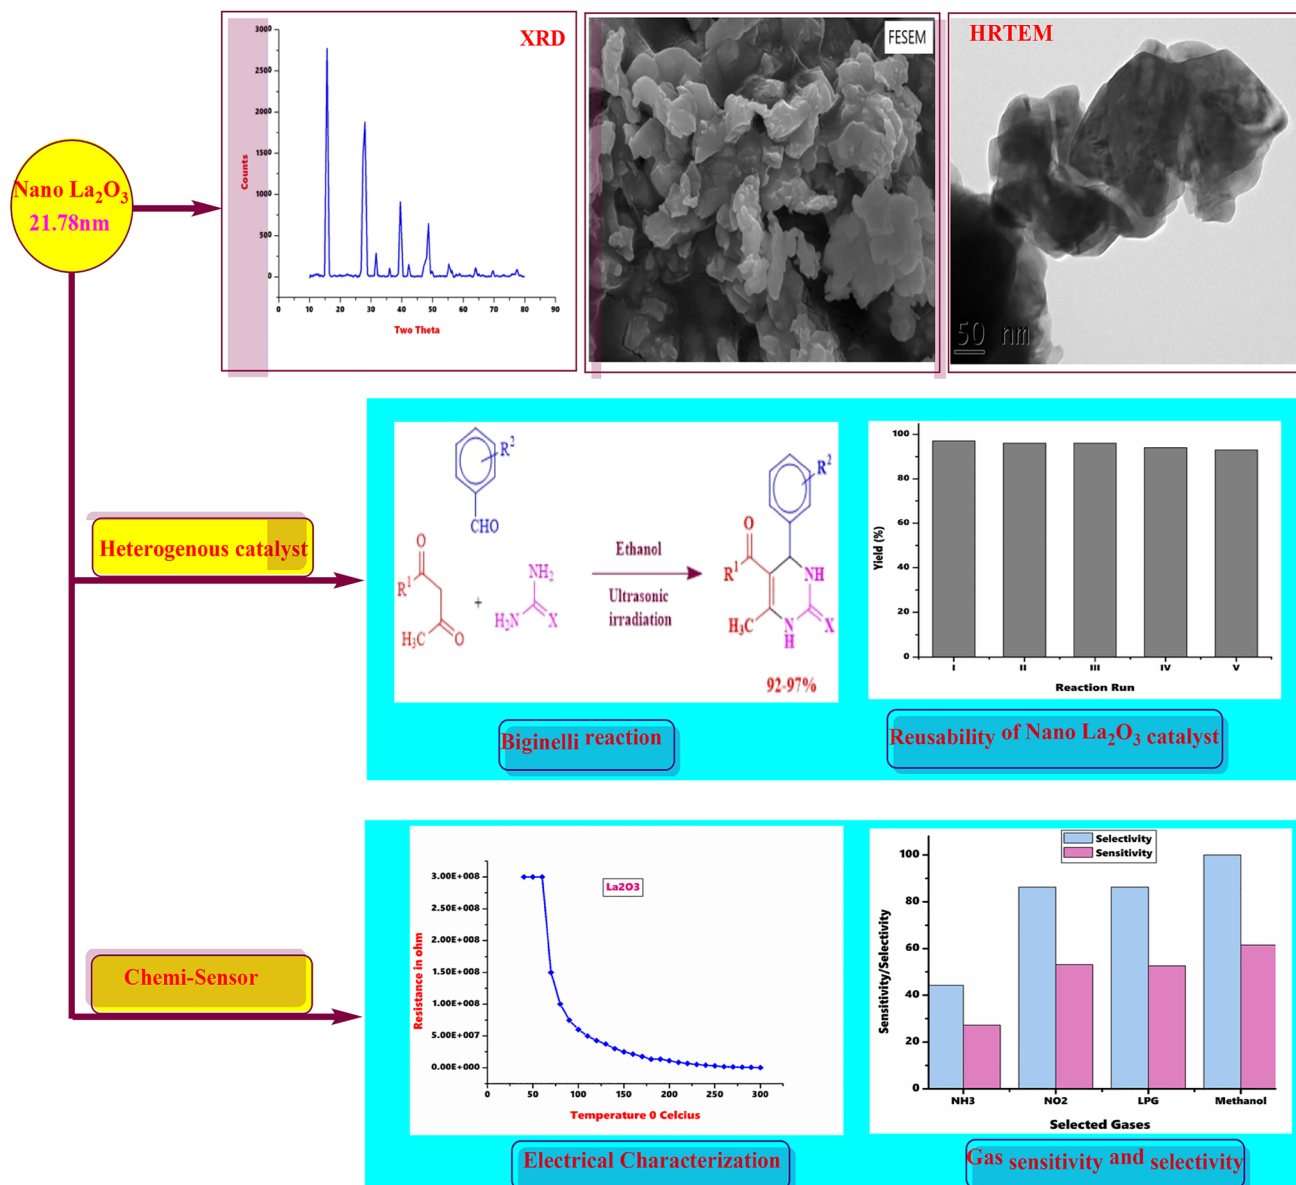 Nano La₂O₃
21.78nm
XRD
3000
2500
2000
1500
1000
500
0
Counts
0 10 20 30 40 50 60 70 80 90
Two Theta
FESEM
HRTEM
50 nm
Heterogenous catalyst
R²
CHO
O
R¹
H₃C
O
+
NH₂
H₂N
X
Ethanol
Ultrasonic
irradiation
R²
O
R¹
NH
H₃C
N
H
X
92-97%
Biginelli reaction
100
80
60
40
20
0
Yield (%)
I II III IV V
Reaction Run
Reusability of Nano La₂O₃ catalyst
Chemi-Sensor
La2O3
3.00E+008
2.50E+008
2.00E+008
1.50E+008
1.00E+008
5.00E+007
0.00E+000
Resistance in ohm
0 50 100 150 200 250 300
Temperature 0 Celcius
Electrical Characterization
Selectivity
Sensitivity
100
80
60
40
20
0
Sensitivity/Selectivity
NH3 NO2 LPG Methanol
Selected Gases
Gas sensitivity and selectivity